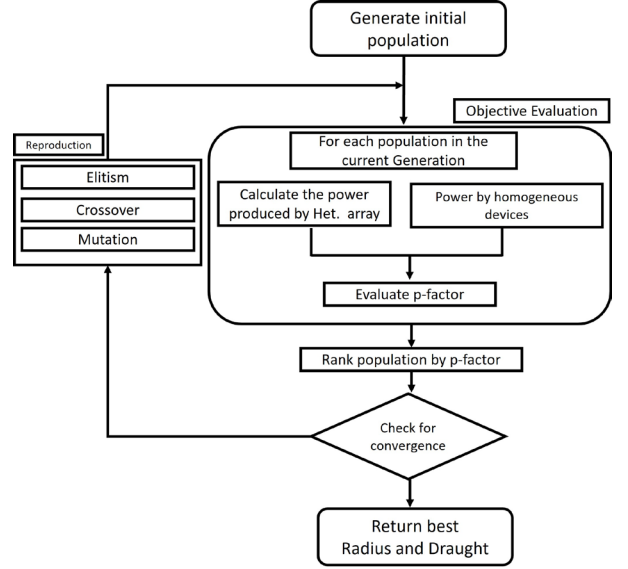 Generate initial
population
Objective Evaluation
Reproduction
For each population in the
current Generation
Elitism
Crossover
Mutation
Calculate the power
produced by Het. array
Power by homogeneous
devices
Evaluate p-factor
Rank population by p-factor
Check for
convergence
Return best
Radius and Draught